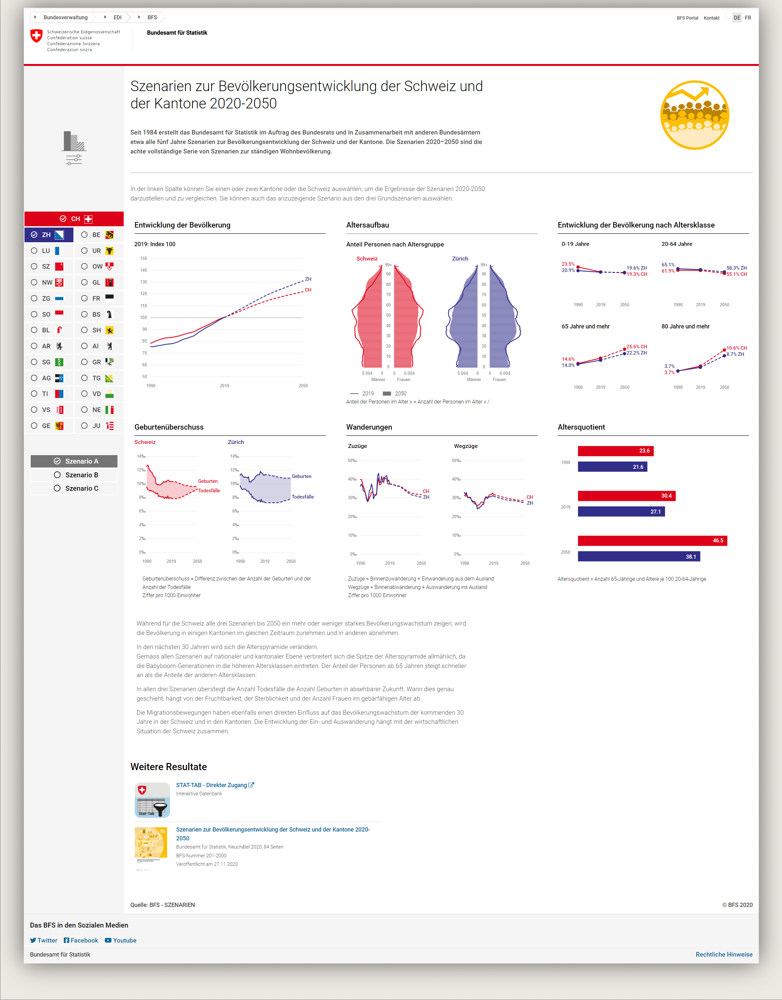 Bundesverwaltung
EDI
BFS
BFS Portal
Kontakt
DE
FR
Schweizerische Eidgenossenschaft
Confédération suisse
Confederazione Svizzera
Confederaziun svizra
Bundesamt für Statistik
Szenarien zur Bevölkerungsentwicklung der Schweiz und
der Kantone 2020-2050
Seit 1984 erstellt das Bundesamt für Statistik im Auftrag des Bundesrats und in Zusammenarbeit mit anderen Bundesämtern
etwa alle fünf Jahre Szenarien zur Bevölkerungsentwicklung der Schweiz und der Kantone. Die Szenarien 2020–2050 sind die
achte vollständige Serie von Szenarien zur ständigen Wohnbevölkerung.
In der linken Spalte können Sie einen oder zwei Kantone oder die Schweiz auswählen, um die Ergebnisse der Szenarien 2020-2050
darzustellen und zu vergleichen. Sie können auch das anzuzeigende Szenario aus den drei Grundszenarien auswählen.
CH
ZH
BE
LU
UR
SZ
OW
NW
GL
ZG
FR
SO
BS
BL
SH
AR
AI
SG
GR
AG
TG
TI
VD
VS
NE
GE
JU
Szenario A
Szenario B
Szenario C
Entwicklung der Bevölkerung
2019: Index 100
150
140
130
120
110
100
90
80
70
60
50
ZH
CH
1990
2019
2050
Altersaufbau
Anteil Personen nach Altersgruppe
Schweiz
Zürich
99+
90
80
70
60
50
40
30
20
10
0
99+
90
80
70
60
50
40
30
20
10
0
0.004
0
0
0.004
0.004
0
0
0.004
Männer
Frauen
Männer
Frauen
2019
2050
Anteil der Personen im Alter x = Anzahl der Personen im Alter x /
Entwicklung der Bevölkerung nach Altersklasse
0-19 Jahre
23.5%
20.9%
19.6% ZH
19.3% CH
1990
2019
2050
20-64 Jahre
65.1%
61.9%
58.3% ZH
55.1% CH
1990
2019
2050
65 Jahre und mehr
14.6%
14.0%
25.6% CH
22.2% ZH
1990
2019
2050
80 Jahre und mehr
3.7%
3.7%
10.6% CH
8.7% ZH
1990
2019
2050
Geburtenüberschuss
Schweiz
14‰
12‰
10‰
8‰
6‰
4‰
2‰
0‰
Geburten
Todesfälle
1990
2019
2050
Zürich
14‰
12‰
10‰
8‰
6‰
4‰
2‰
0‰
Geburten
Todesfälle
1990
2019
2050
Geburtenüberschuss = Differenz zwischen der Anzahl der Geburten und der
Anzahl der Todesfälle
Ziffer pro 1000 Einwohner
Wanderungen
Zuzüge
50‰
40‰
30‰
20‰
10‰
0‰
CH
ZH
1990
2019
2050
Wegzüge
50‰
40‰
30‰
20‰
10‰
0‰
CH
ZH
1990
2019
2050
Zuzüge = Binnenzuwanderung + Einwanderung aus dem Ausland
Wegzüge = Binnenabwanderung + Auswanderung ins Ausland
Ziffer pro 1000 Einwohner
Altersquotient
1990
23.6
21.6
2019
30.4
27.1
2050
46.5
38.1
Altersquotient = Anzahl 65-Jährige und Ältere je 100 20-64-Jährige
Während für die Schweiz alle drei Szenarien bis 2050 ein mehr oder weniger starkes Bevölkerungswachstum zeigen, wird
die Bevölkerung in einigen Kantonen im gleichen Zeitraum zunehmen und in anderen abnehmen.
In den nächsten 30 Jahren wird sich die Alterspyramide verändern.
Gemäss allen Szenarien auf nationaler und kantonaler Ebene verbreitert sich die Spitze der Alterspyramide allmählich, da
die Babyboom-Generationen in die höheren Altersklassen eintreten. Der Anteil der Personen ab 65 Jahren steigt schneller
an als die Anteile der anderen Altersklassen.
In allen drei Szenarien übersteigt die Anzahl Todesfälle die Anzahl Geburten in absehbarer Zukunft. Wann dies genau
geschieht, hängt von der Fruchtbarkeit, der Sterblichkeit und der Anzahl Frauen im gebärfähigen Alter ab.
Die Migrationsbewegungen haben ebenfalls einen direkten Einfluss auf das Bevölkerungswachstum der kommenden 30
Jahre in der Schweiz und in den Kantonen. Die Entwicklung der Ein- und Auswanderung hängt mit der wirtschaftlichen
Situation der Schweiz zusammen.
Weitere Resultate
Stat-Tab
STAT-TAB - Direkter Zugang
Interaktive Datenbank
Szenarien zur Bevölkerungsentwicklung der Schweiz und der Kantone 2020-
2050
Bundesamt für Statistik, Neuchâtel 2020, 84 Seiten
BFS-Nummer 201-2000
Veröffentlicht am 27.11.2020
Quelle: BFS - SZENARIEN
© BFS 2020
Das BFS in den Sozialen Medien
Twitter
Facebook
Youtube
Bundesamt für Statistik
Rechtliche Hinweise